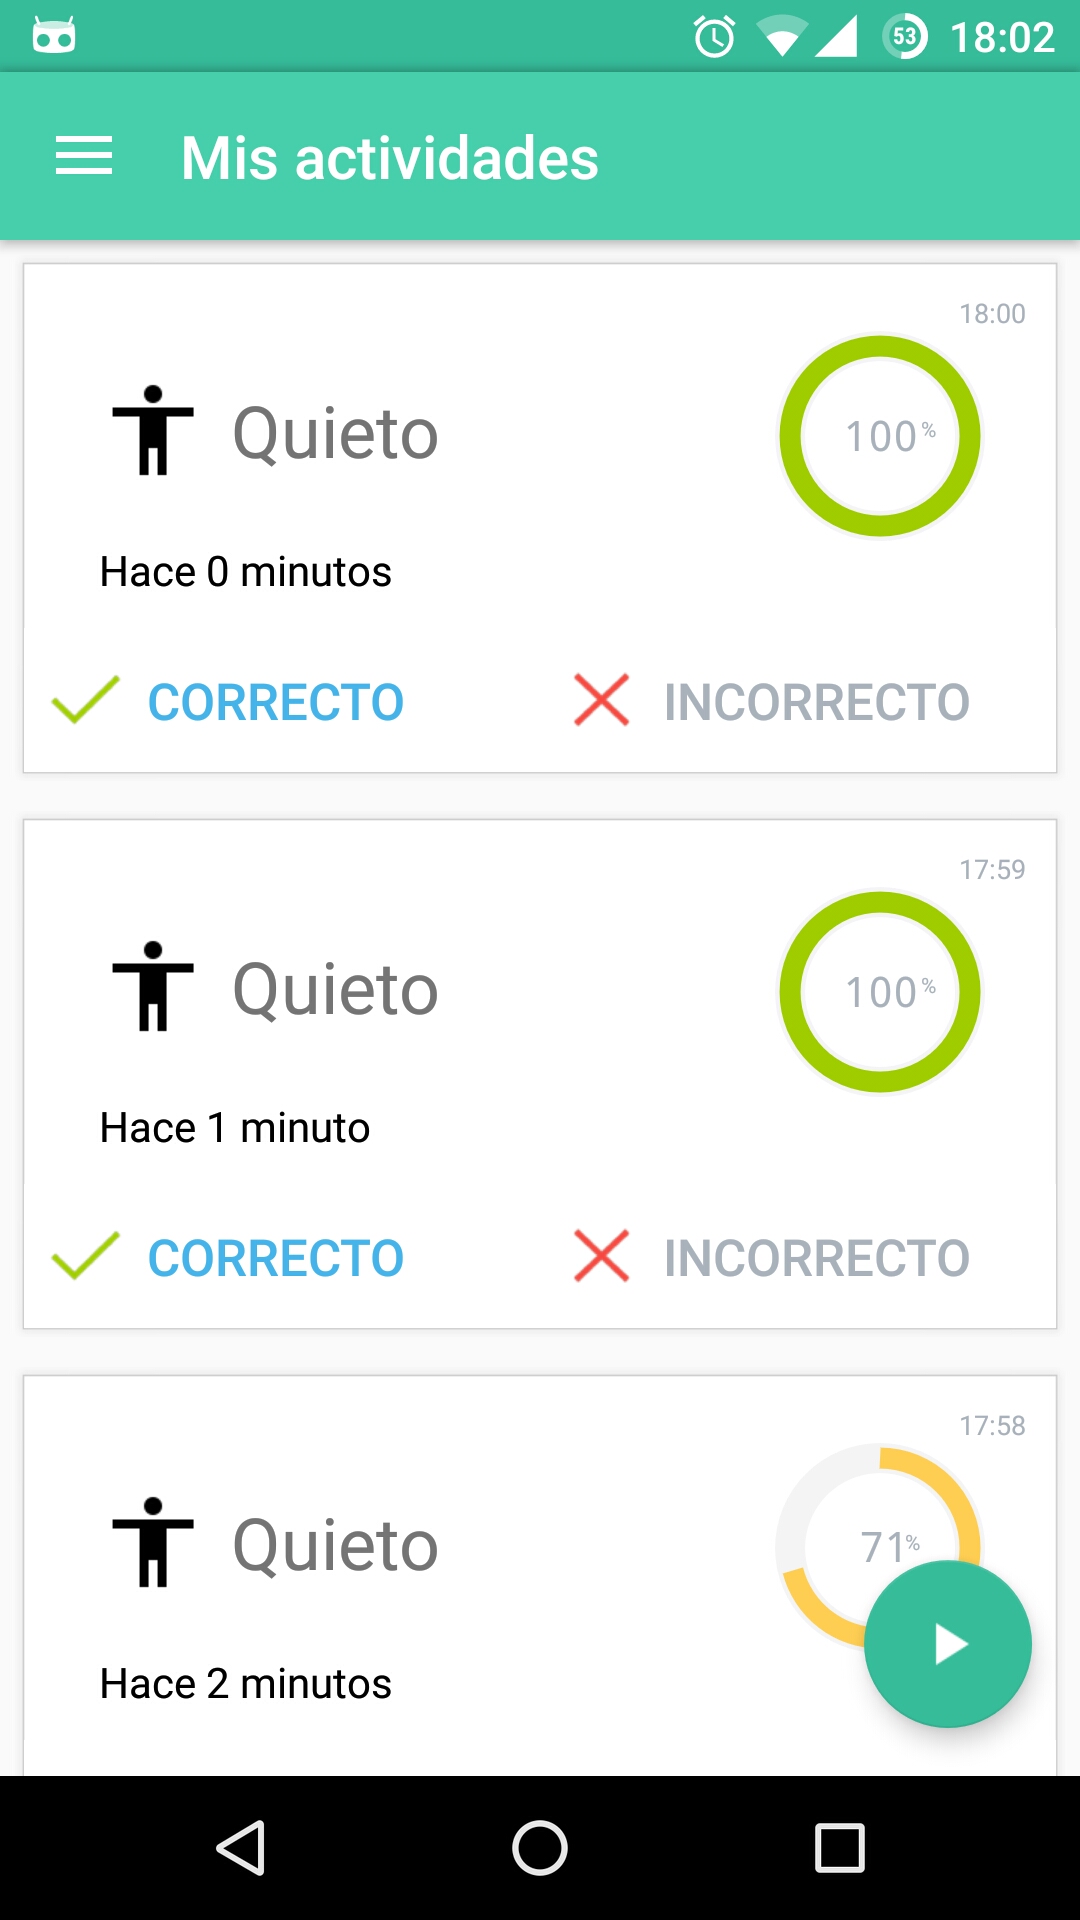 53 18:02
Mis actividades
18:00
Quieto
100%
Hace 0 minutos
CORRECTO INCORRECTO
17:59
Quieto
100%
Hace 1 minuto
CORRECTO INCORRECTO
17:58
Quieto
71%
Hace 2 minutos